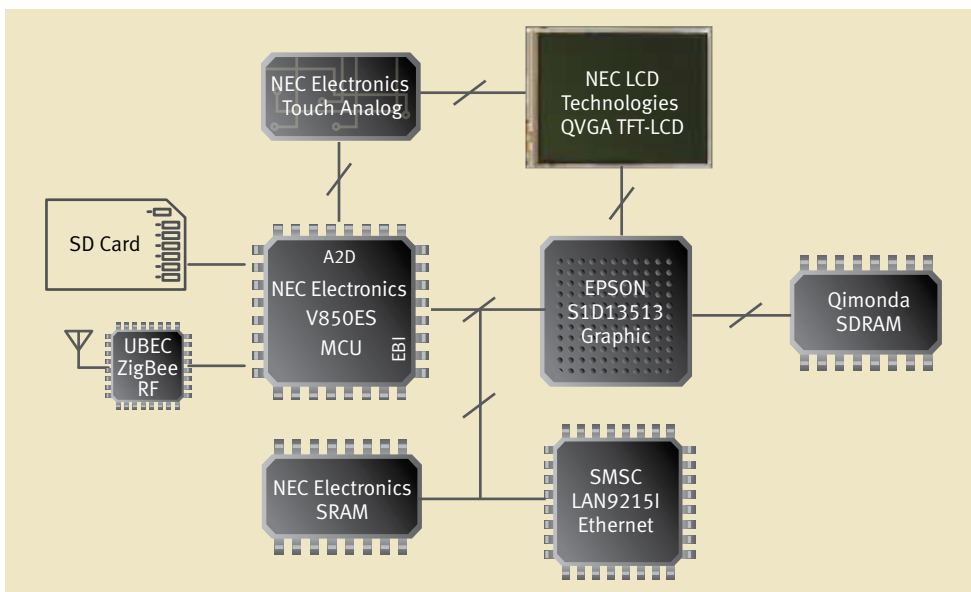 NEC Electronics
Touch Analog
NEC LCD
Technologies
QVGA TFT-LCD
SD Card
A2D
NEC Electronics
V850ES
MCU
EBI
EPSON
S1D13513
Graphic
Qimonda
SDRAM
UBEC
ZigBee
RF
NEC Electronics
SRAM
SMSC
LAN9215I
Ethernet